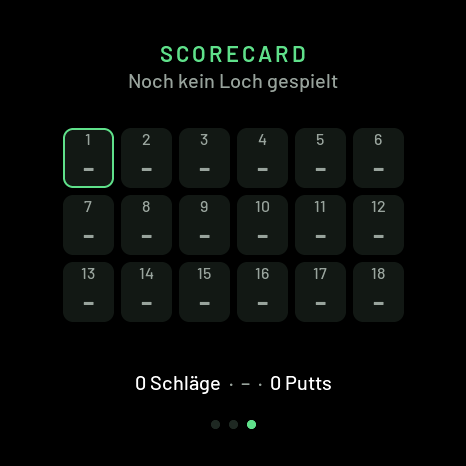 SCORECARD
Noch kein Loch gespielt
1 2 3 4 5 6
– – – – – –
7 8 9 10 11 12
– – – – – –
13 14 15 16 17 18
– – – – – –
0 Schläge · – · 0 Putts